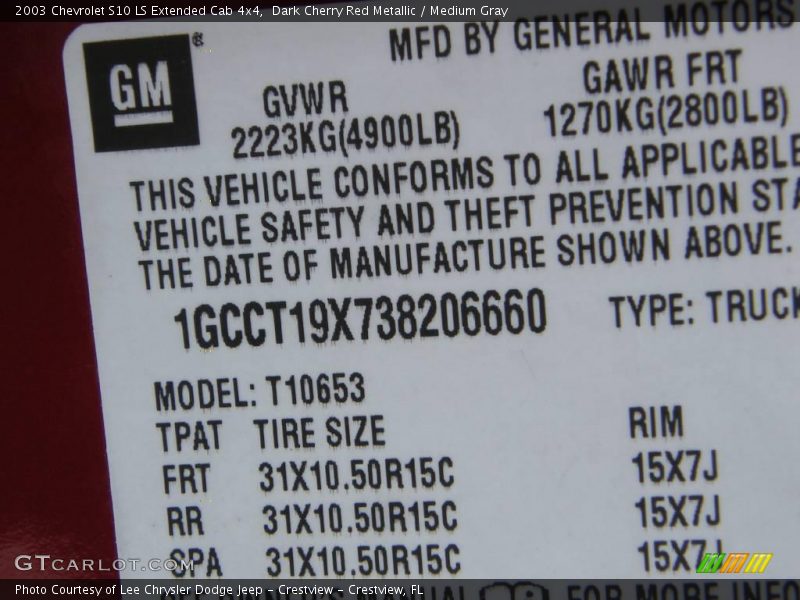 2003 Chevrolet S10 LS Extended Cab 4x4, Dark Cherry Red Metallic / Medium Gray
GM®
MFD BY GENERAL MOTORS
GVWR GAWR FRT
2223KG(4900LB) 1270KG(2800LB)
THIS VEHICLE CONFORMS TO ALL APPLICABLE
VEHICLE SAFETY AND THEFT PREVENTION STA
THE DATE OF MANUFACTURE SHOWN ABOVE.
1GCCT19X738206660 TYPE: TRUCK
MODEL: T10653
TPAT TIRE SIZE RIM
FRT 31X10.50R15C 15X7J
RR 31X10.50R15C 15X7J
SPA 31X10.50R15C 15X7J
FOR MORE INFO
GTCARLOT.COM
Photo Courtesy of Lee Chrysler Dodge Jeep – Crestview – Crestview, FL